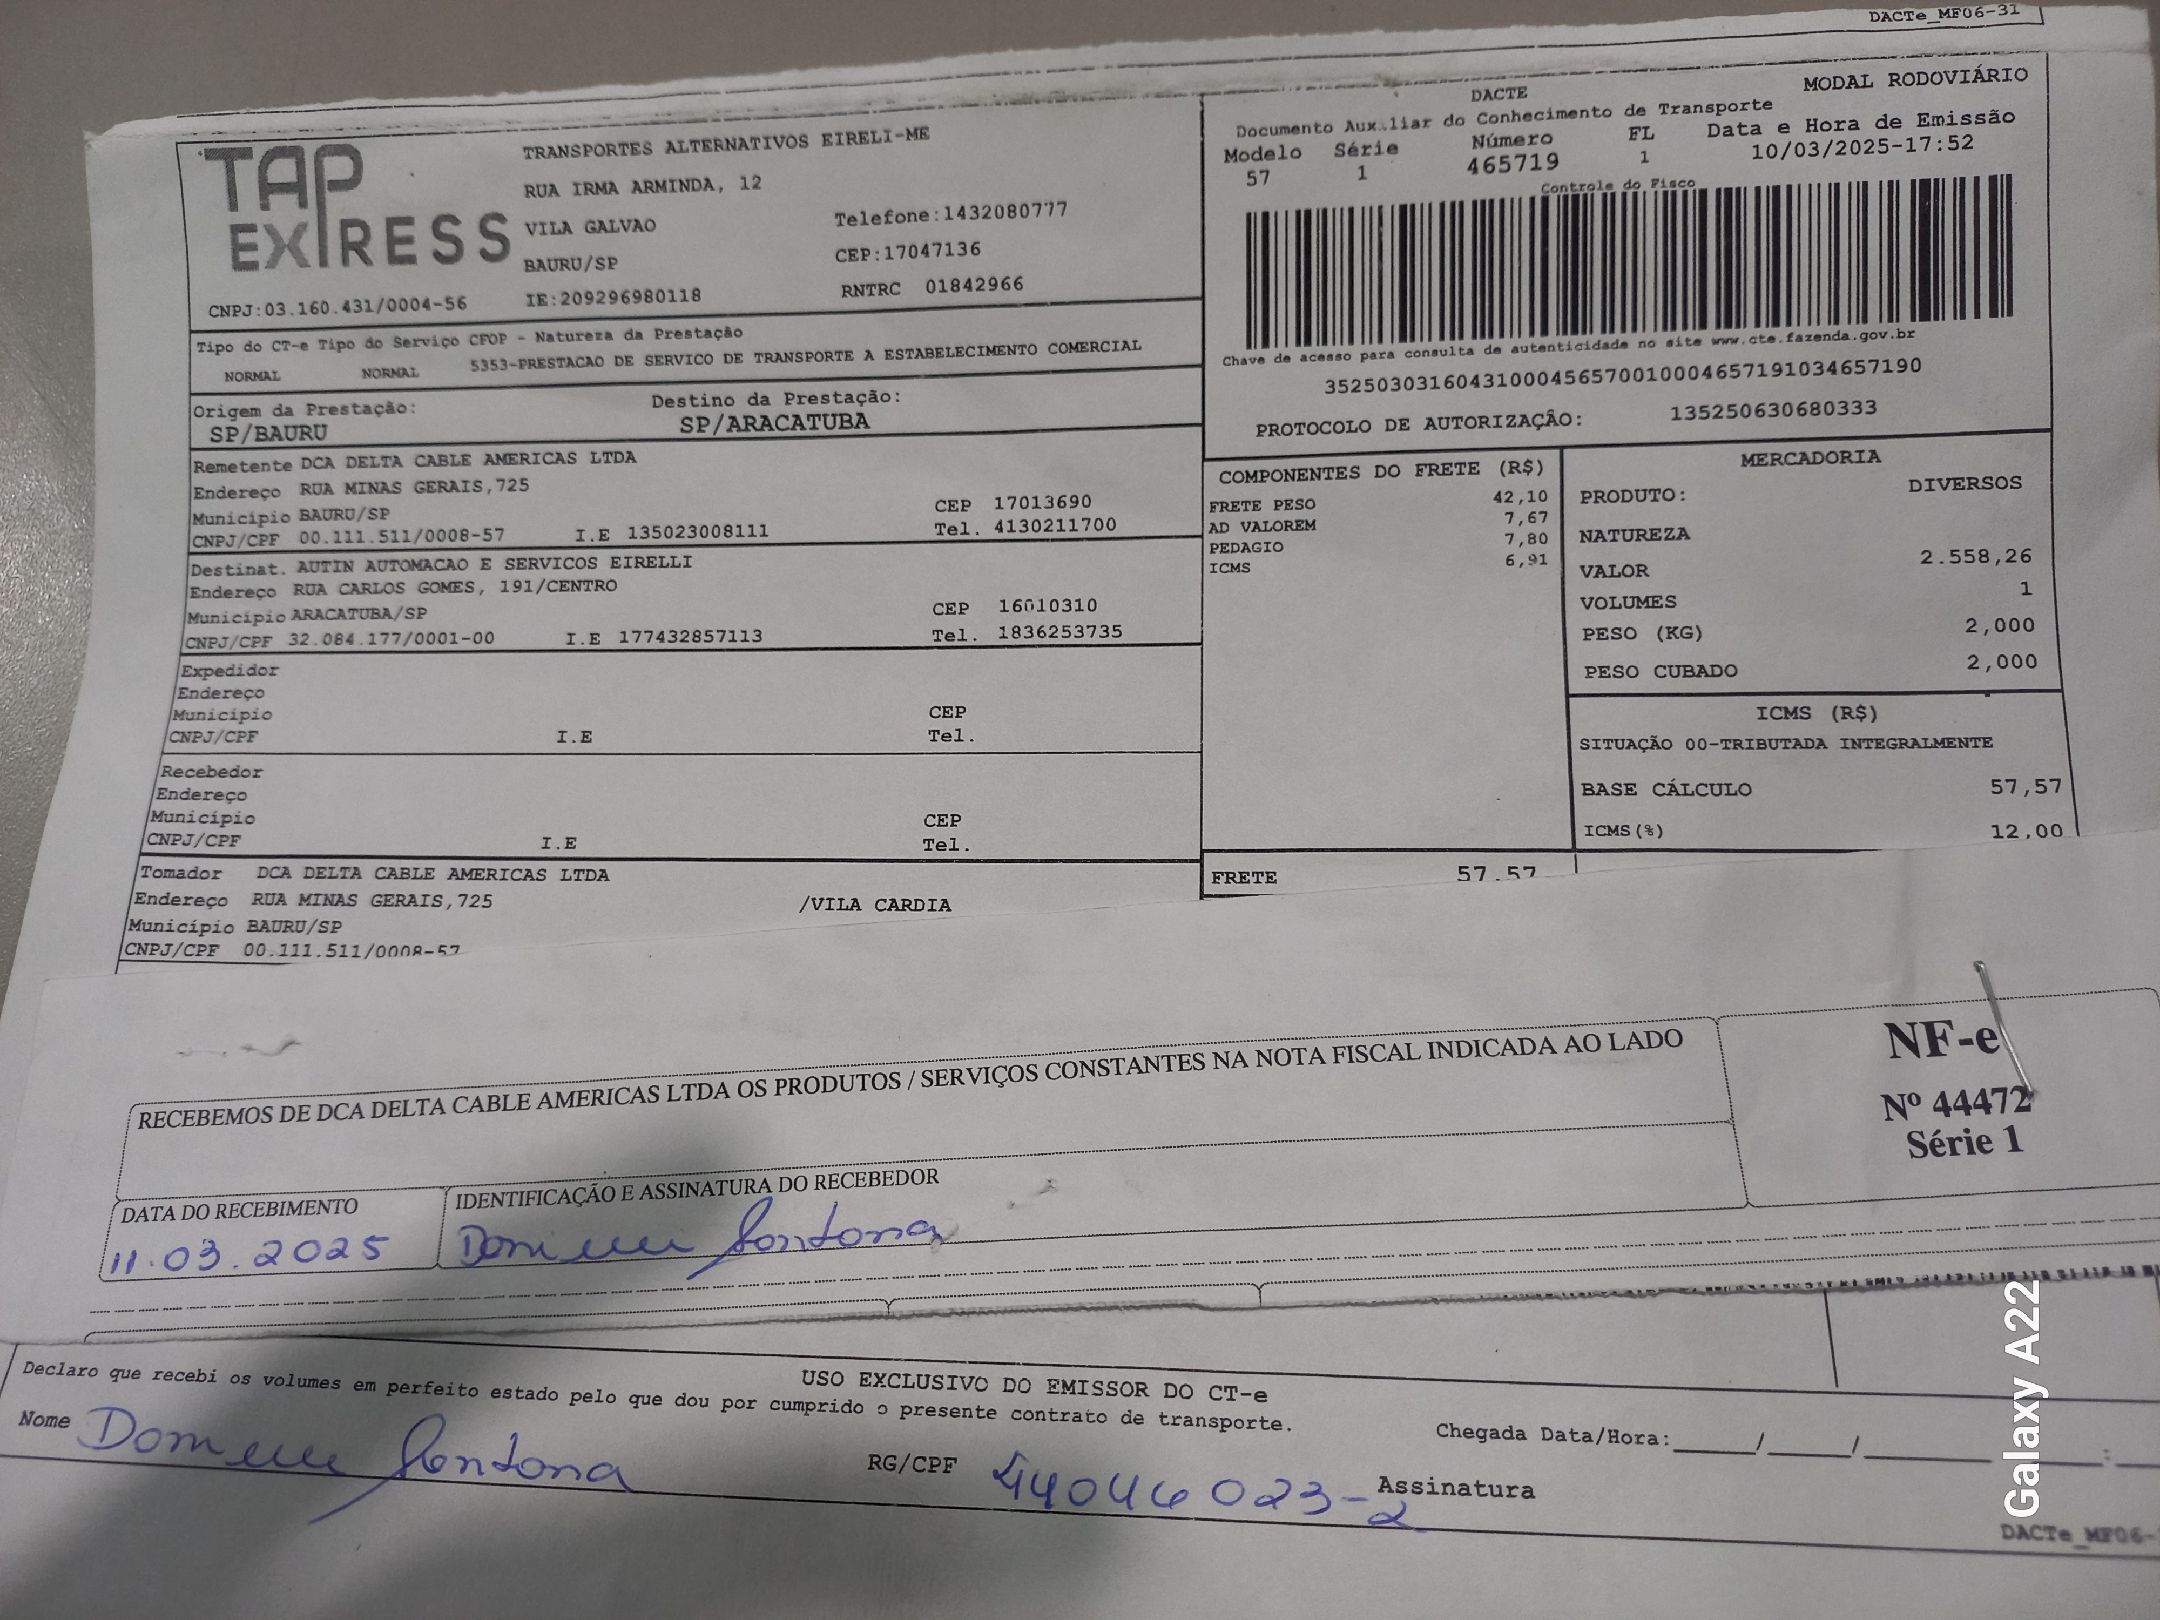 DACTe_MF06-31
TAP EXPRESS
TRANSPORTES ALTERNATIVOS EIRELI-ME
RUA IRMA ARMINDA, 12
VILA GALVAO
Telefone:1432080777
BAURU/SP
CEP:17047136
CNPJ:03.160.431/0004-56
IE:209296980118
RNTRC 01842966
DACTE
MODAL RODOVIÁRIO
Documento Auxiliar do Conhecimento de Transporte
Modelo Série Número FL Data e Hora de Emissão
57 1 465719 1 10/03/2025-17:52
Controle do Fisco
Chave de acesso para consulta de autenticidade no site www.cte.fazenda.gov.br
35250303160431000456570010004657191034657190
PROTOCOLO DE AUTORIZAÇÃO: 135250630680333
Tipo do CT-e Tipo do Serviço CFOP - Natureza da Prestação
NORMAL NORMAL 5353-PRESTACAO DE SERVICO DE TRANSPORTE A ESTABELECIMENTO COMERCIAL
Origem da Prestação: Destino da Prestação:
SP/BAURU SP/ARACATUBA
Remetente DCA DELTA CABLE AMERICAS LTDA
Endereço RUA MINAS GERAIS,725
Município BAURU/SP CEP 17013690
CNPJ/CPF 00.111.511/0008-57 I.E 135023008111 Tel. 4130211700
Destinat. AUTIN AUTOMACAO E SERVICOS EIRELLI
Endereço RUA CARLOS GOMES, 191/CENTRO
Município ARACATUBA/SP CEP 16010310
CNPJ/CPF 32.084.177/0001-00 I.E 177432857113 Tel. 1836253735
Expedidor
Endereço
Município CEP
CNPJ/CPF I.E Tel.
Recebedor
Endereço
Município CEP
CNPJ/CPF I.E Tel.
Tomador DCA DELTA CABLE AMERICAS LTDA
Endereço RUA MINAS GERAIS,725 /VILA CARDIA
Município BAURU/SP
CNPJ/CPF 00.111.511/0008-57
COMPONENTES DO FRETE (R$)
FRETE PESO 42,10
AD VALOREM 7,67
PEDAGIO 7,80
ICMS 6,91
FRETE 57,57
MERCADORIA
PRODUTO: DIVERSOS
NATUREZA
VALOR 2.558,26
VOLUMES 1
PESO (KG) 2,000
PESO CUBADO 2,000
ICMS (R$)
SITUAÇÃO 00-TRIBUTADA INTEGRALMENTE
BASE CÁLCULO 57,57
ICMS(%) 12,00
RECEBEMOS DE DCA DELTA CABLE AMERICAS LTDA OS PRODUTOS / SERVIÇOS CONSTANTES NA NOTA FISCAL INDICADA AO LADO
NF-e
Nº 44472
Série 1
DATA DO RECEBIMENTO
11.03.2025
IDENTIFICAÇÃO E ASSINATURA DO RECEBEDOR
USO EXCLUSIVO DO EMISSOR DO CT-e
Declaro que recebi os volumes em perfeito estado pelo que dou por cumprido o presente contrato de transporte.
Nome
RG/CPF 44046023-2
Assinatura
Chegada Data/Hora:___/___/_____:__
DACTe_MF06-
Galaxy A22